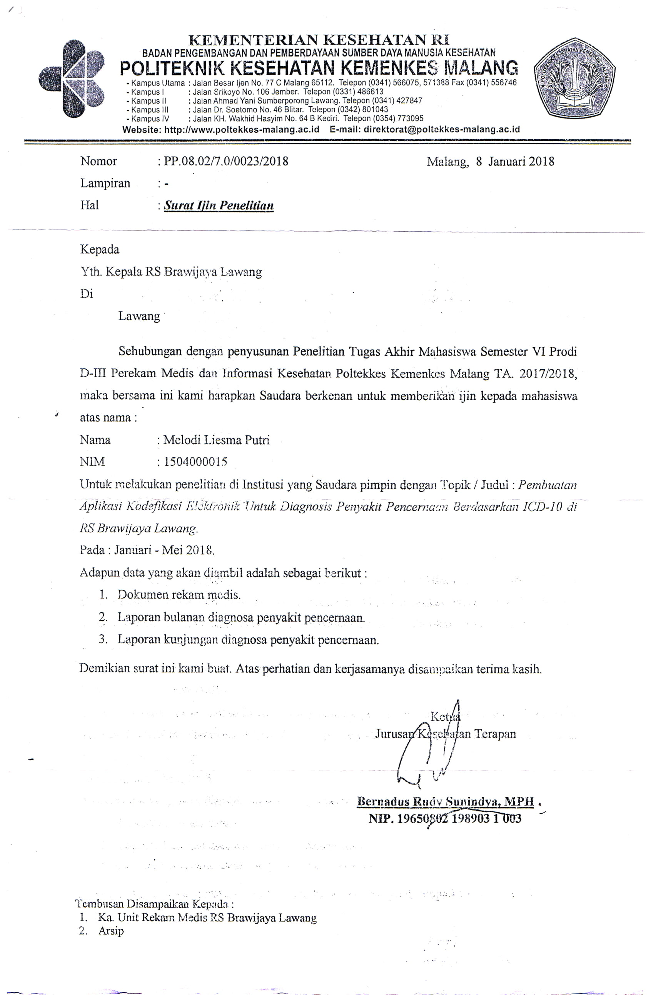 KEMENTERIAN KESEHATAN RI
BADAN PENGEMBANGAN DAN PEMBERDAYAAN SUMBER DAYA MANUSIA KESEHATAN
POLITEKNIK KESEHATAN KEMENKES MALANG
- Kampus Utama : Jalan Besar Ijen No. 77 C Malang 65112. Telepon (0341) 566075, 571388 Fax (0341) 556746
- Kampus I : Jalan Srikoyo No. 106 Jember. Telepon (0331) 486613
- Kampus II : Jalan Ahmad Yani Sumberporong Lawang. Telepon (0341) 427847
- Kampus III : Jalan Dr. Soetomo No. 46 Blitar. Telepon (0342) 801043
- Kampus IV : Jalan KH. Wakhid Hasyim No. 64 B Kediri. Telepon (0354) 773095
Website: http://www.poltekkes-malang.ac.id E-mail: direktorat@poltekkes-malang.ac.id
POLITEKNIK KESEHATAN KEMENKES MALANG
Nomor : PP.08.02/7.0/0023/2018 Malang, 8 Januari 2018
Lampiran : -
Hal : Surat Ijin Penelitian
Kepada
Yth. Kepala RS Brawijaya Lawang
Di
Lawang
Sehubungan dengan penyusunan Penelitian Tugas Akhir Mahasiswa Semester VI Prodi
D-III Perekam Medis dan Informasi Kesehatan Poltekkes Kemenkes Malang TA. 2017/2018,
maka bersama ini kami harapkan Saudara berkenan untuk memberikan ijin kepada mahasiswa
atas nama :
Nama : Melodi Liesma Putri
NIM : 1504000015
Untuk melakukan penelitian di Institusi yang Saudara pimpin dengan Topik / Judul : Pembuatan
Aplikasi Kodefikasi Elektronik Untuk Diagnosis Penyakit Pencernaan Berdasarkan ICD-10 di
RS Brawijaya Lawang.
Pada : Januari - Mei 2018.
Adapun data yang akan diambil adalah sebagai berikut :
1. Dokumen rekam medis.
2. Laporan bulanan diagnosa penyakit pencernaan.
3. Laporan kunjungan diagnosa penyakit pencernaan.
Demikian surat ini kami buat. Atas perhatian dan kerjasamanya disampaikan terima kasih.
Ketua
Jurusan Kesehatan Terapan
Bernadus Rudy Sunindya, MPH
NIP. 19650802 198903 1 003
Tembusan Disampaikan Kepada :
1. Ka. Unit Rekam Medis RS Brawijaya Lawang
2. Arsip